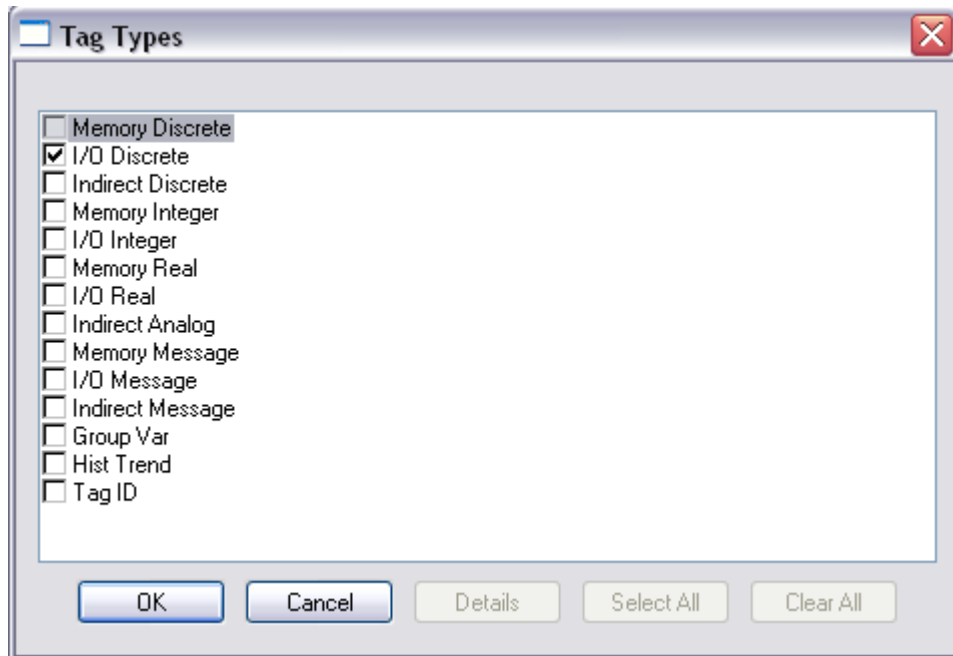 Tag Types
Memory Discrete
I/O Discrete
Indirect Discrete
Memory Integer
I/O Integer
Memory Real
I/O Real
Indirect Analog
Memory Message
I/O Message
Indirect Message
Group Var
Hist Trend
Tag ID
OK Cancel Details Select All Clear All